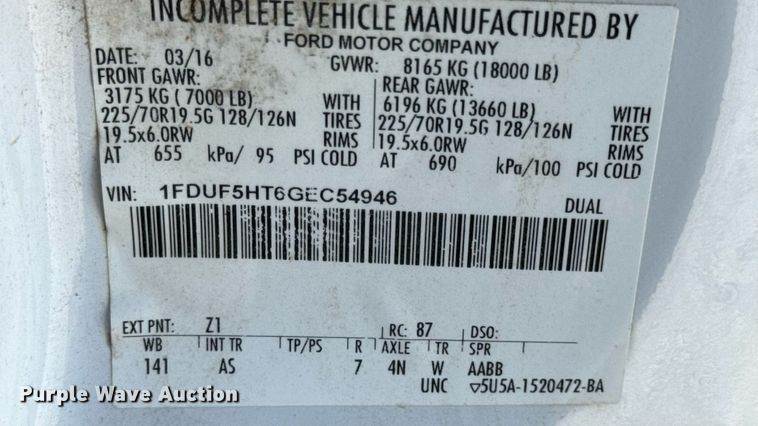 INCOMPLETE VEHICLE MANUFACTURED BY
FORD MOTOR COMPANY
DATE: 03/16 GVWR: 8165 KG (18000 LB)
FRONT GAWR: REAR GAWR:
3175 KG ( 7000 LB) WITH 6196 KG (13660 LB) WITH
225/70R19.5G 128/126N TIRES 225/70R19.5G 128/126N TIRES
19.5x6.0RW RIMS 19.5x6.0RW RIMS
AT 655 kPa/ 95 PSI COLD AT 690 kPa/100 PSI COLD
VIN: 1FDUF5HT6GEC54946 DUAL
EXT PNT: Z1 RC: 87 DSO:
WB INT TR TP/PS R AXLE TR SPR
141 AS 7 4N W AABB
UNC ▽5U5A-1520472-BA
Purple Wave Auction